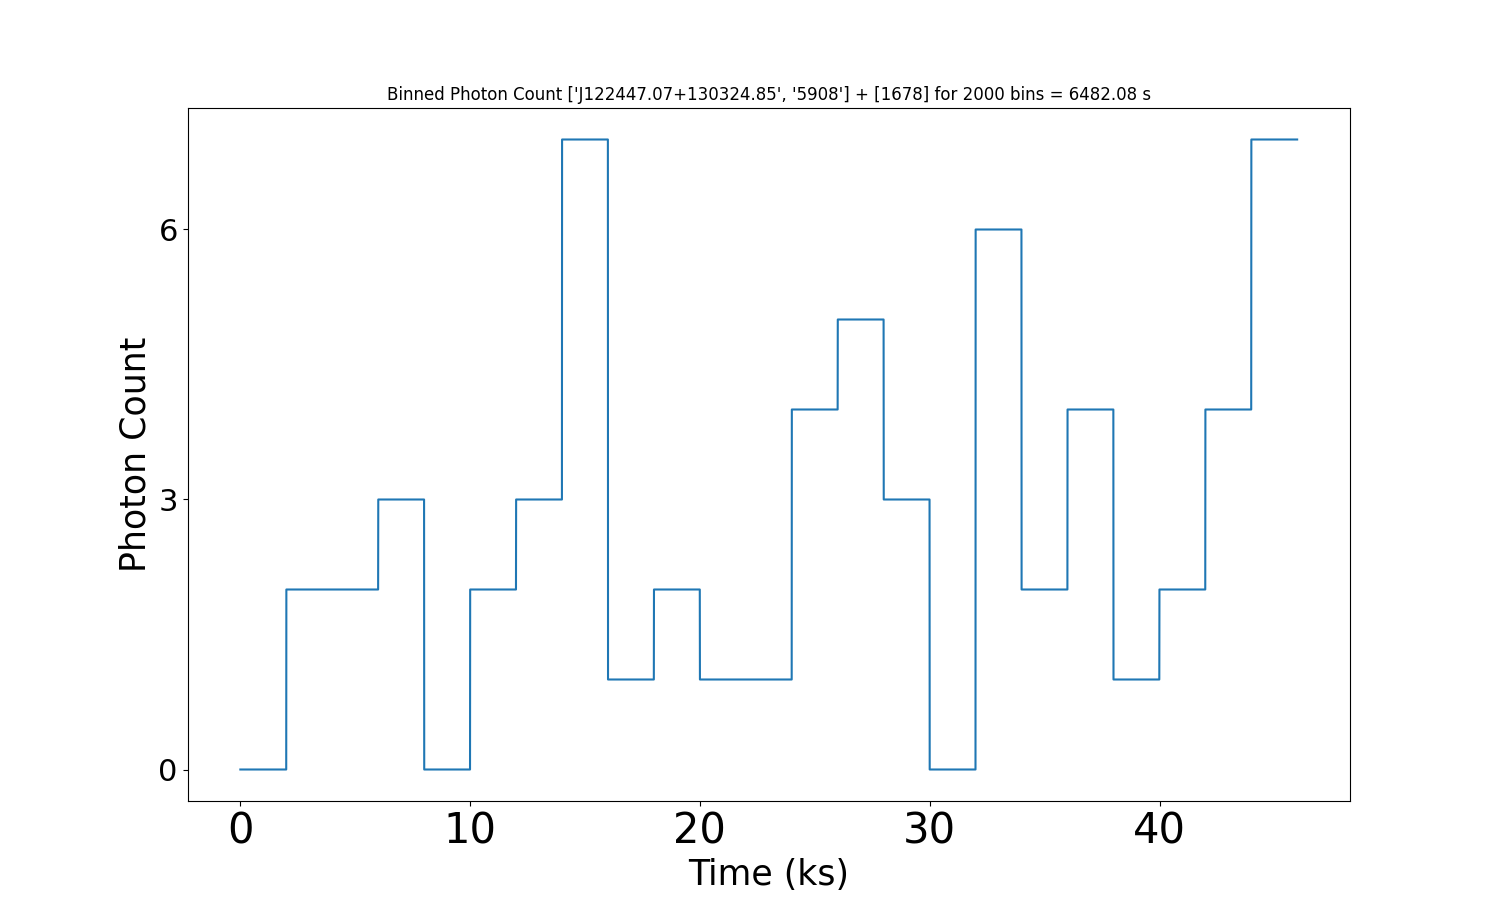 Binned Photon Count ['J122447.07+130324.85', '5908'] + [1678] for 2000 bins = 6482.08 s
6
3
0
Photon Count
0 10 20 30 40
Time (ks)